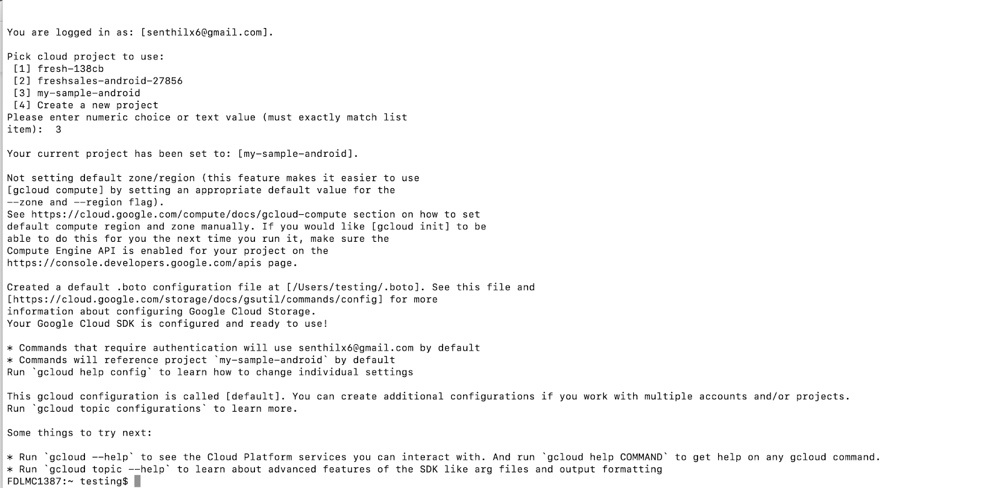 You are logged in as: [senthilx6@gmail.com].
Pick cloud project to use:
[1] fresh-138cb
[2] freshsales-android-27856
[3] my-sample-android
[4] Create a new project
Please enter numeric choice or text value (must exactly match list
item):  3
Your current project has been set to: [my-sample-android].
Not setting default zone/region (this feature makes it easier to use
[gcloud compute] by setting an appropriate default value for the
--zone and --region flag).
See https://cloud.google.com/compute/docs/gcloud-compute section on how to set
default compute region and zone manually. If you would like [gcloud init] to be
able to do this for you the next time you run it, make sure the
Compute Engine API is enabled for your project on the
https://console.developers.google.com/apis page.
Created a default .boto configuration file at [/Users/testing/.boto]. See this file and
[https://cloud.google.com/storage/docs/gsutil/commands/config] for more
information about configuring Google Cloud Storage.
Your Google Cloud SDK is configured and ready to use!
* Commands that require authentication will use senthilx6@gmail.com by default
* Commands will reference project `my-sample-android` by default
Run `gcloud help config` to learn how to change individual settings
This gcloud configuration is called [default]. You can create additional configurations if you work with multiple accounts and/or projects.
Run `gcloud topic configurations` to learn more.
Some things to try next:
* Run `gcloud --help` to see the Cloud Platform services you can interact with. And run `gcloud help COMMAND` to get help on any gcloud command.
* Run `gcloud topic --help` to learn about advanced features of the SDK like arg files and output formatting
FDLMC1387:~ testing$